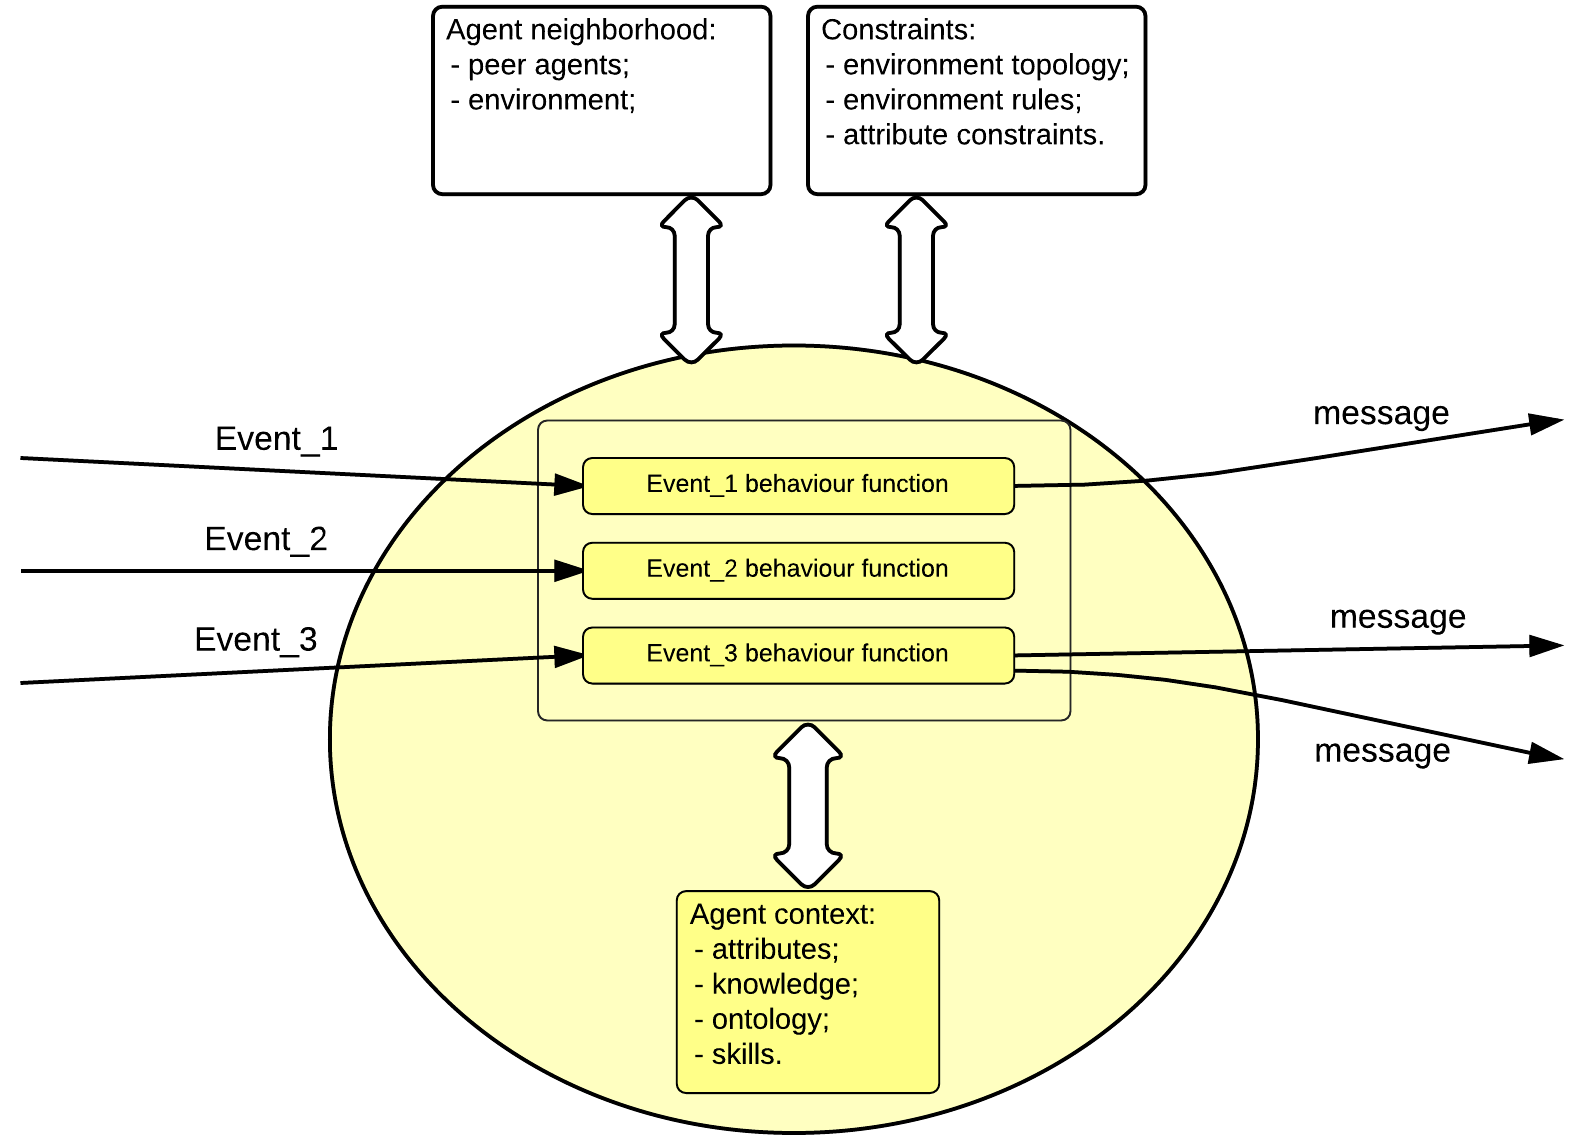 Agent neighborhood:
- peer agents;
- environment;
Constraints:
- environment topology;
- environment rules;
- attribute constraints.
Event_1
Event_1 behaviour function
message
Event_2
Event_2 behaviour function
Event_3
Event_3 behaviour function
message
message
Agent context:
- attributes;
- knowledge;
- ontology;
- skills.